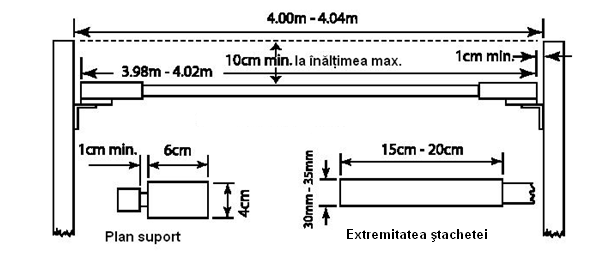 4.00m - 4.04m
10cm min. la înălţimea max.
1cm min.
3.98m - 4.02m
1cm min.
6cm
4cm
15cm - 20cm
30mm - 35mm
Plan suport
Extremitatea ştachetei